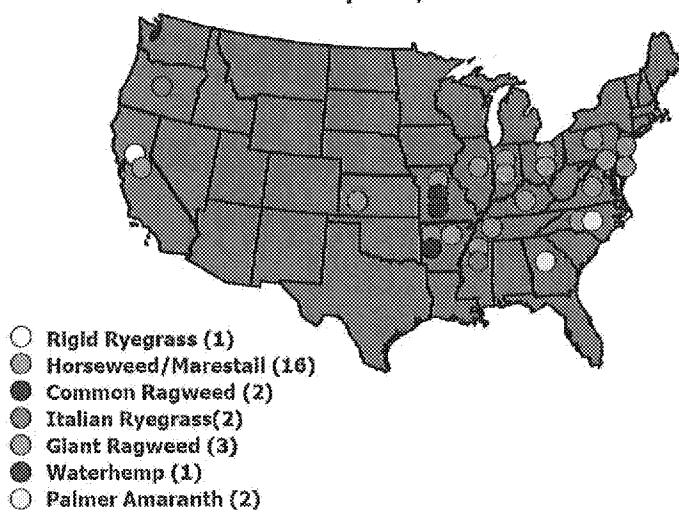 Rigid Ryegrass (1)
Horseweed/Marestail (16)
Common Ragweed (2)
Italian Ryegrass(2)
Giant Ragweed (3)
Waterhemp (1)
Palmer Amaranth (2)